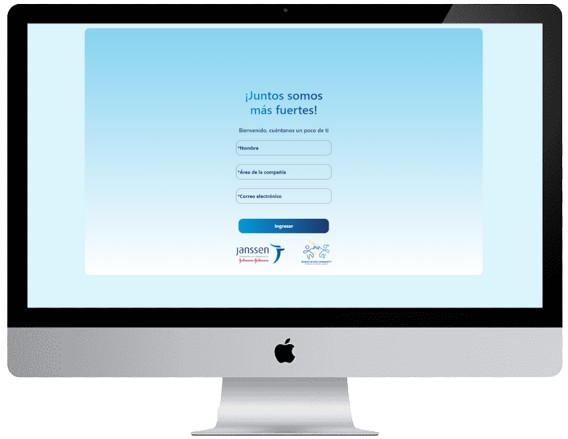 ¡Juntos somos
más fuertes!
Bienvenido, cuéntanos un poco de ti
*Nombre
*Área de la compañía
*Correo electrónico
Ingresar
janssen
Johnson & Johnson